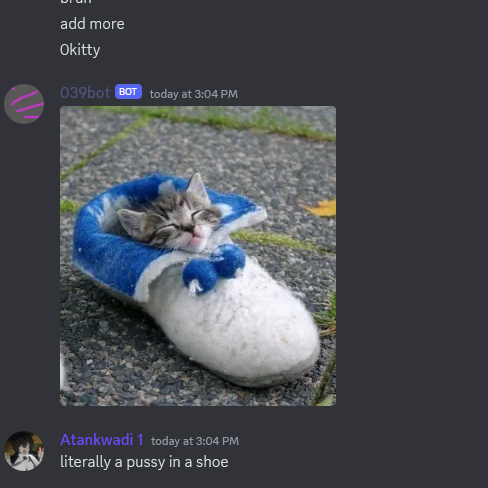 bruh
add more
0kitty
039bot BOT today at 3:04 PM
Atankwadi 1 today at 3:04 PM
literally a pussy in a shoe